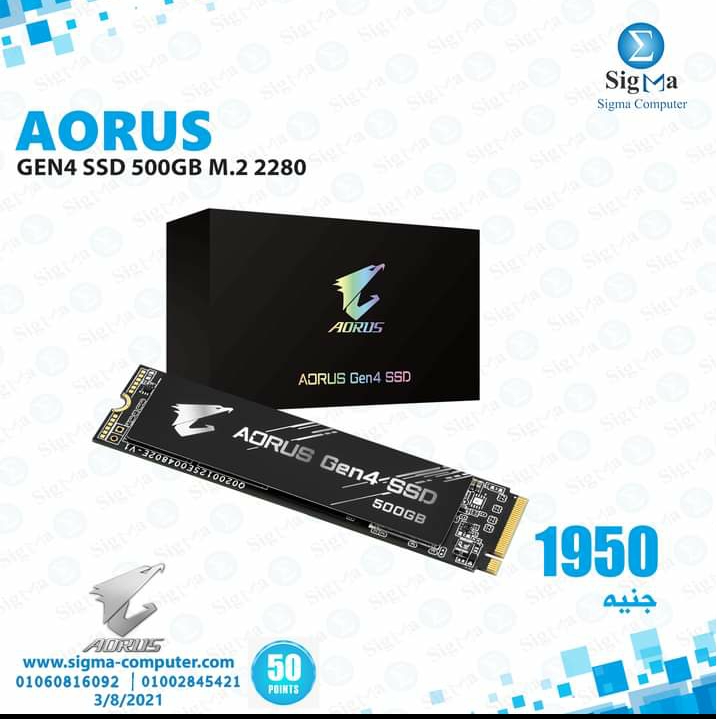 Σ
SigMa
Sigma Computer
AORUS
GEN4 SSD 500GB M.2 2280
AORUS
AORUS Gen4 SSD
AORUS Gen4 SSD
500GB
1950
جنيه
AORUS
www.sigma-computer.com
01060816092 | 01002845421
3/8/2021
50
POINTS